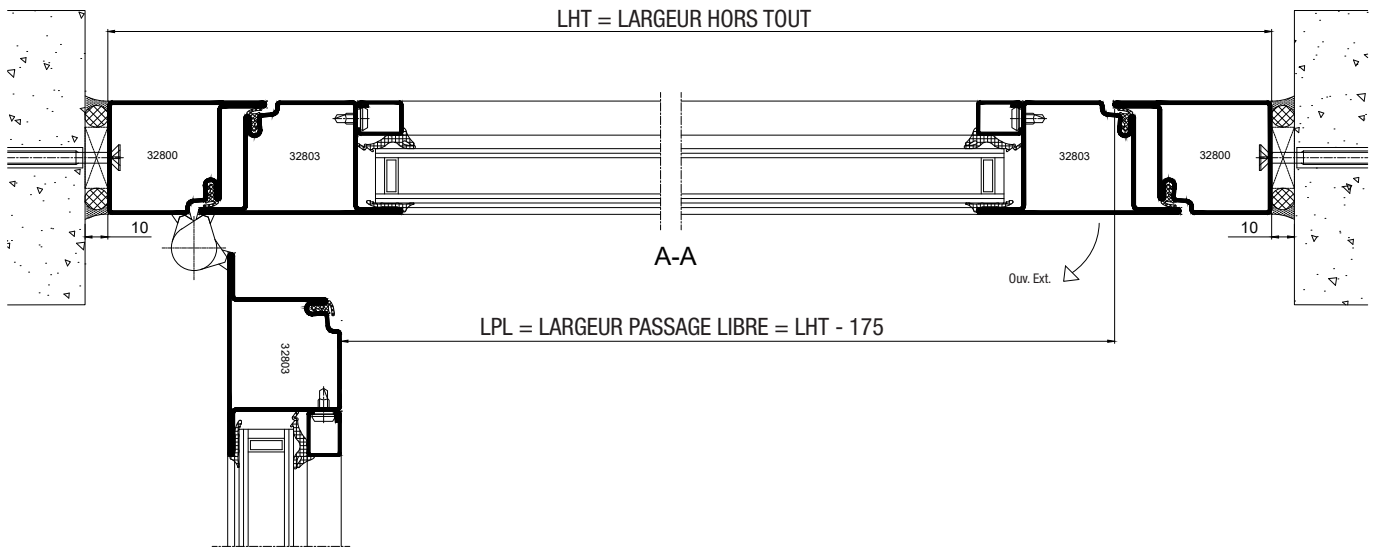 LHT = LARGEUR HORS TOUT
32800
32803
32803
32800
10
10
A-A
Ouv. Ext.
LPL = LARGEUR PASSAGE LIBRE = LHT - 175
32803